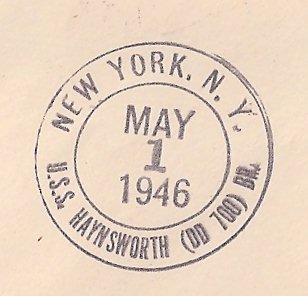 NEW YORK, N. Y.
MAY
1
1946
U.S.S. HAYNSWORTH (DD 700) BR.